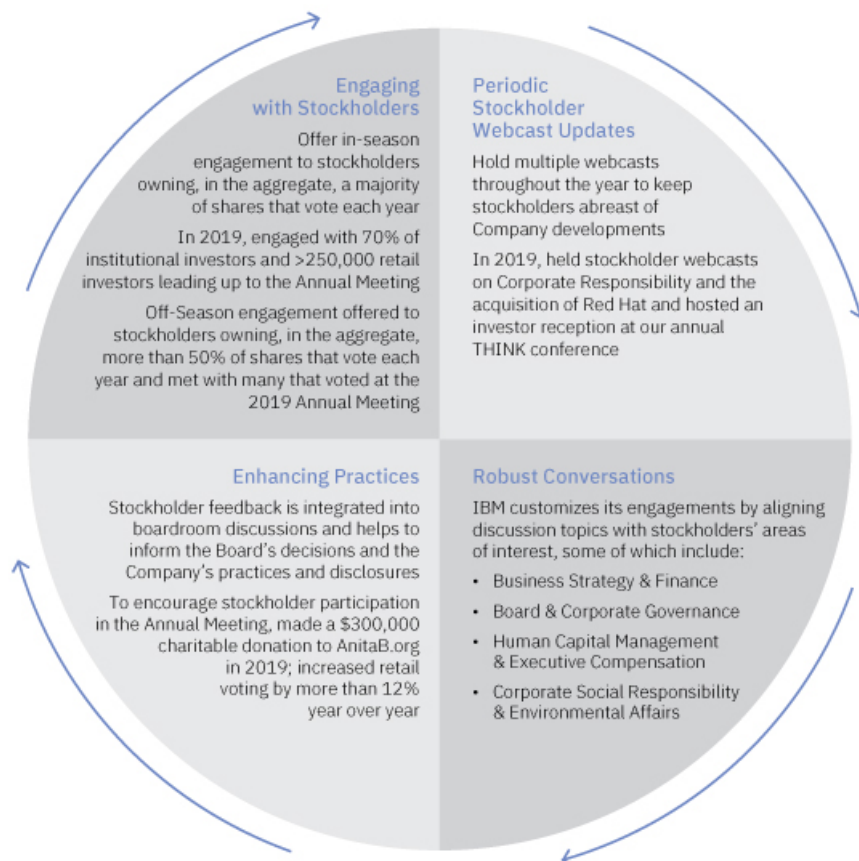 Engaging
with Stockholders
Offer in-season
engagement to stockholders
owning, in the aggregate, a majority
of shares that vote each year
In 2019, engaged with 70% of
institutional investors and >250,000 retail
investors leading up to the Annual Meeting
Off-Season engagement offered to
stockholders owning, in the aggregate,
more than 50% of shares that vote each
year and met with many that voted at the
2019 Annual Meeting
Periodic
Stockholder
Webcast Updates
Hold multiple webcasts
throughout the year to keep
stockholders abreast of
Company developments
In 2019, held stockholder webcasts
on Corporate Responsibility and the
acquisition of Red Hat and hosted an
investor reception at our annual
THINK conference
Enhancing Practices
Stockholder feedback is integrated into
boardroom discussions and helps to
inform the Board’s decisions and the
Company’s practices and disclosures
To encourage stockholder participation
in the Annual Meeting, made a $300,000
charitable donation to AnitaB.org
in 2019; increased retail
voting by more than 12%
year over year
Robust Conversations
IBM customizes its engagements by aligning
discussion topics with stockholders’ areas
of interest, some of which include:
• Business Strategy & Finance
• Board & Corporate Governance
• Human Capital Management
& Executive Compensation
• Corporate Social Responsibility
& Environmental Affairs